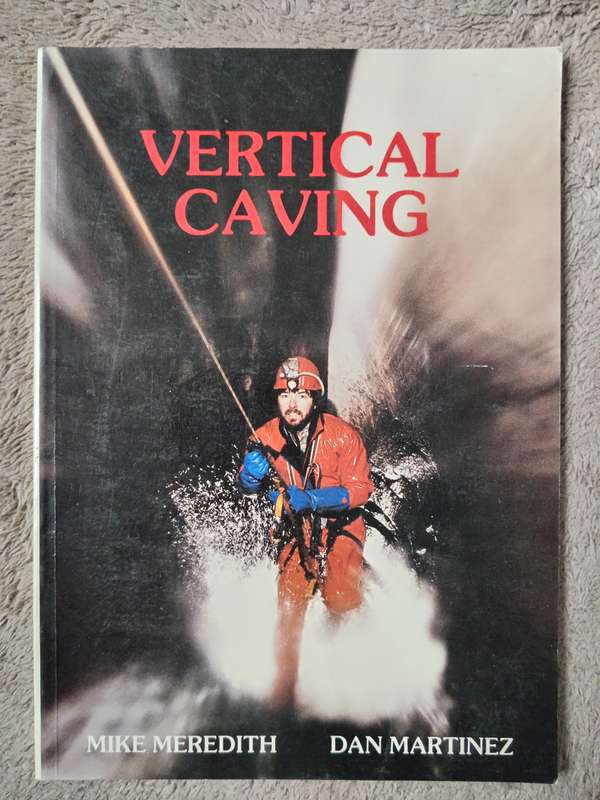 VERTICAL
CAVING
MIKE MEREDITH DAN MARTINEZ